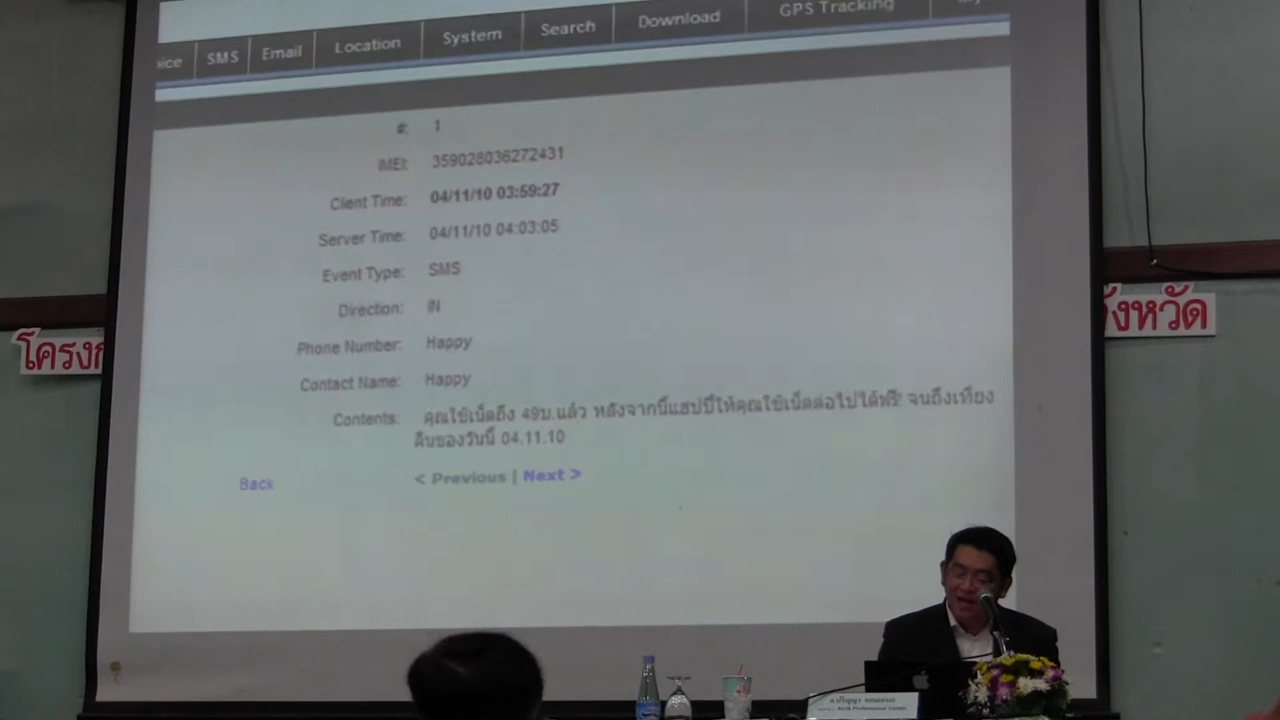 SMS Email Location System Search Download GPS Tracking
#: 1
IMEI: 359028036272431
Client Time: 04/11/10 03:59:27
Server Time: 04/11/10 04:03:05
Event Type: SMS
Direction: IN
Phone Number: Happy
Contact Name: Happy
Contents: คุณใช้เน็ตถึง 49บ.แล้ว หลังจากนี้แฮปปี้ให้คุณใช้เน็ตต่อไปได้ฟรี! จนถึงเที่ยง
คืนของวันนี้ 04.11.10
Back < Previous | Next >
โครงก
ังหวัด
ACIS Professional Center